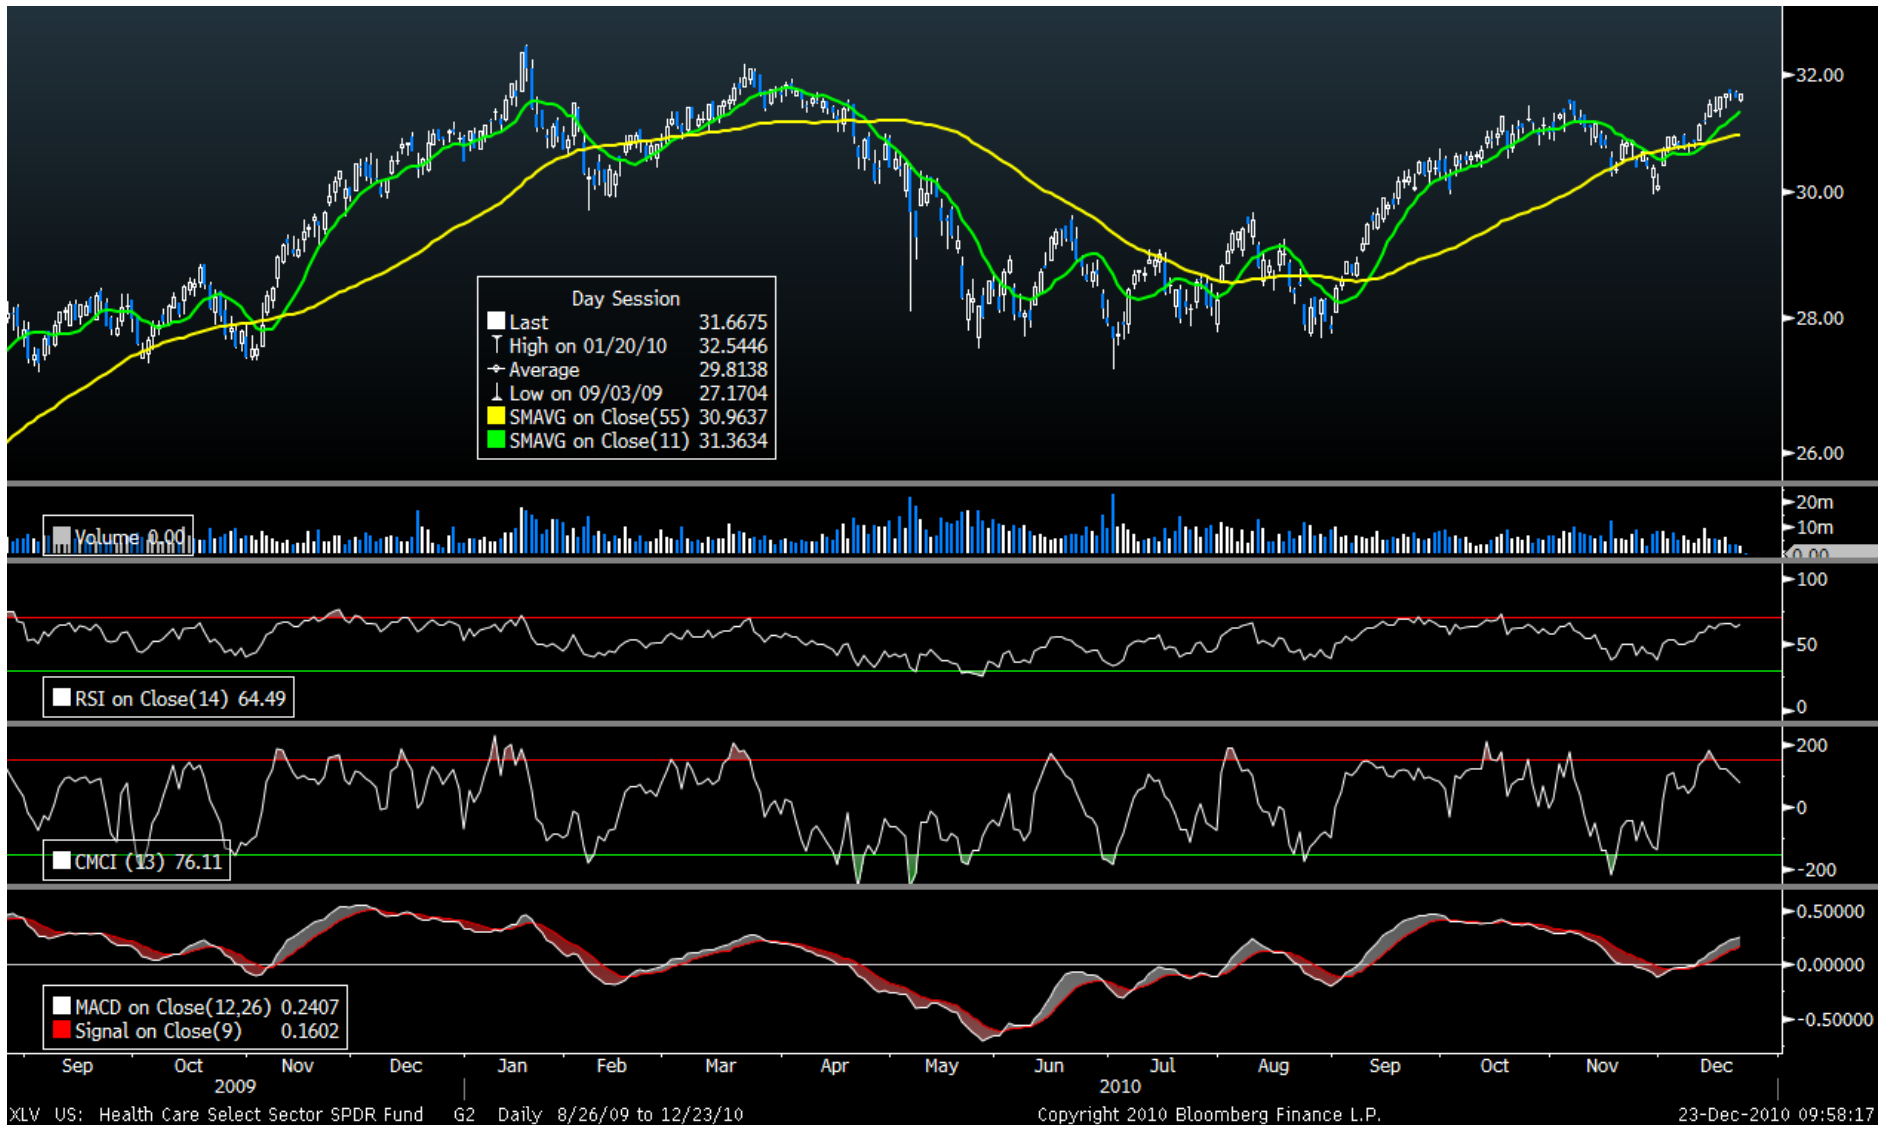 32.00
30.00
28.00
26.00
Day Session
Last 31.6675
High on 01/20/10 32.5446
Average 29.8138
Low on 09/03/09 27.1704
SMAVG on Close(55) 30.9637
SMAVG on Close(11) 31.3634
20m
10m
0.00
Volume 0.00
100
50
0
RSI on Close(14) 64.49
200
0
-200
CMCI (13) 76.11
0.50000
0.00000
-0.50000
MACD on Close(12,26) 0.2407
Signal on Close(9) 0.1602
Sep Oct Nov Dec Jan Feb Mar Apr May Jun Jul Aug Sep Oct Nov Dec
2009 2010
XLV US: Health Care Select Sector SPDR Fund G2 Daily 8/26/09 to 12/23/10 Copyright 2010 Bloomberg Finance L.P. 23-Dec-2010 09:58:17